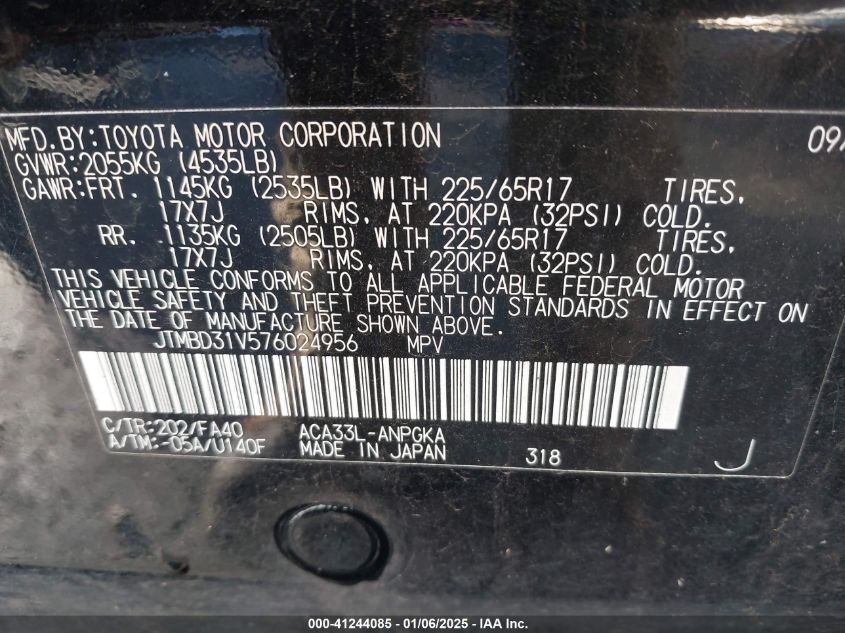 MFD.BY:TOYOTA MOTOR CORPORATION 09/
GVWR:2055KG (4535LB)
GAWR:FRT. 1145KG (2535LB) WITH 225/65R17 TIRES,
17X7J RIMS, AT 220KPA (32PSI) COLD.
RR. 1135KG (2505LB) WITH 225/65R17 TIRES,
17X7J RIMS, AT 220KPA (32PSI) COLD.
THIS VEHICLE CONFORMS TO ALL APPLICABLE FEDERAL MOTOR
VEHICLE SAFETY AND THEFT PREVENTION STANDARDS IN EFFECT ON
THE DATE OF MANUFACTURE SHOWN ABOVE.
JTMBD31V576024956 MPV
C/TR:202/FA40 ACA33L-ANPGKA
A/TM:-05A/U140F MADE IN JAPAN 318 J
000-41244085 - 01/06/2025 - IAA Inc.